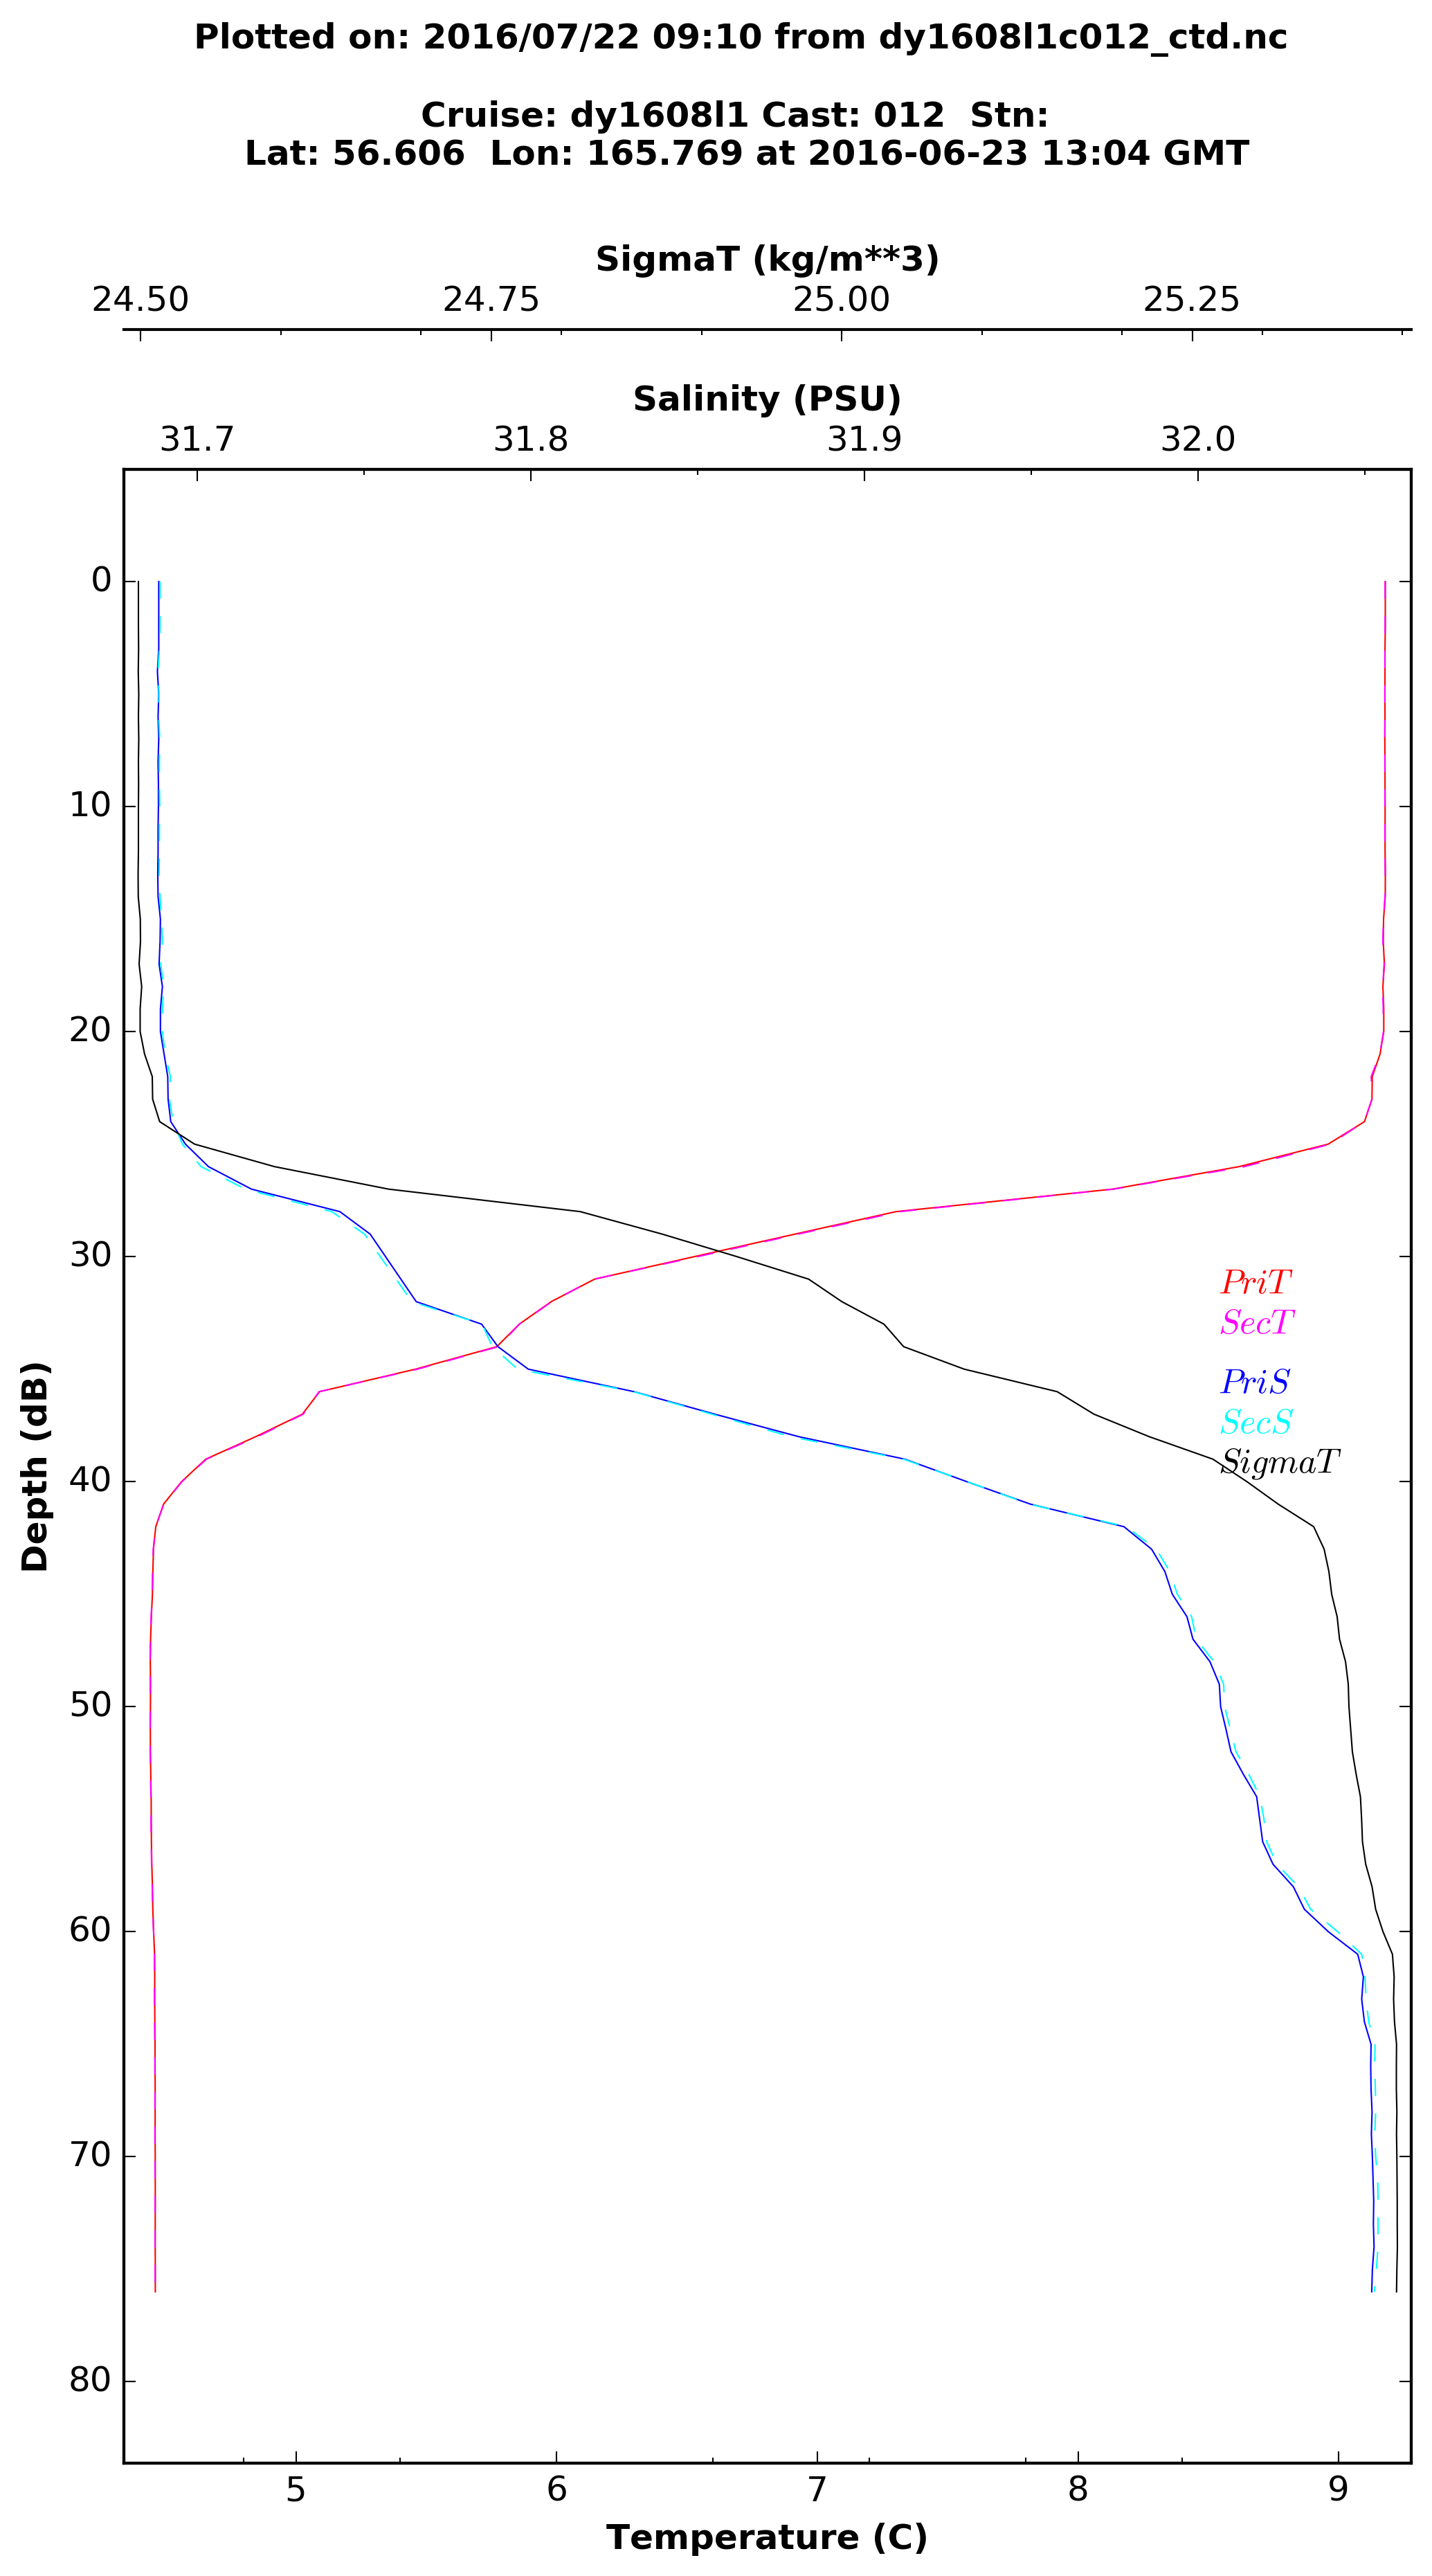 Plotted on: 2016/07/22 09:10 from dy1608l1c012_ctd.nc
Cruise: dy1608l1 Cast: 012  Stn:
Lat: 56.606  Lon: 165.769 at 2016-06-23 13:04 GMT
SigmaT (kg/m**3)
24.50 24.75 25.00 25.25
Salinity (PSU)
31.7 31.8 31.9 32.0
0
10
20
30
PriT
SecT
PriS
SecS
SigmaT
Depth (dB)
40
50
60
70
80
5 6 7 8 9
Temperature (C)